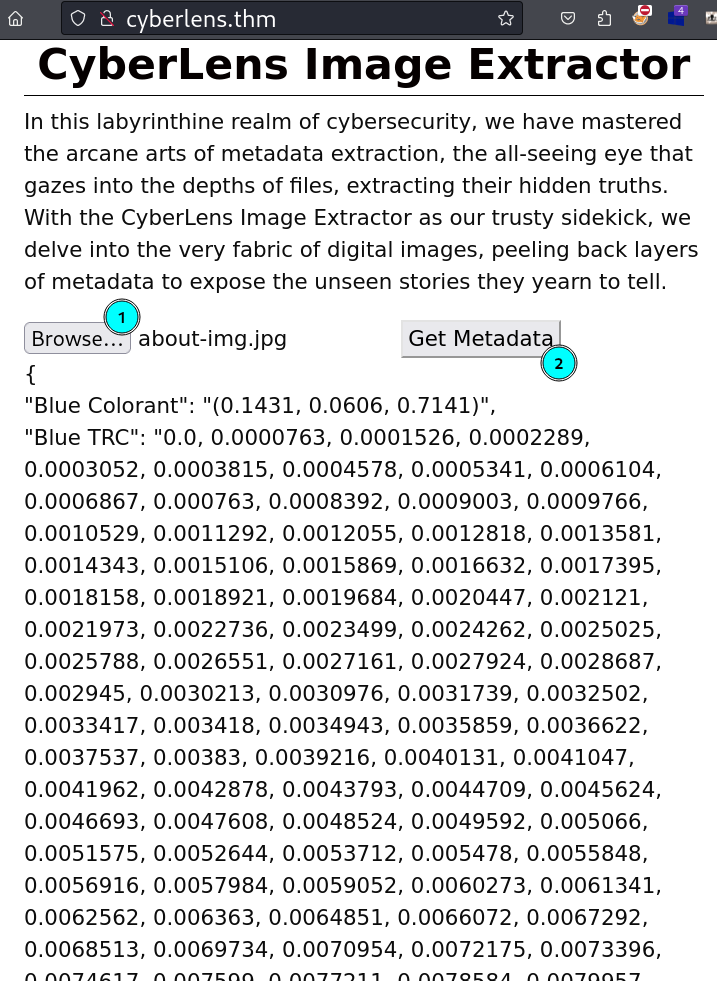 cyberlens.thm
4
CyberLens Image Extractor
In this labyrinthine realm of cybersecurity, we have mastered
the arcane arts of metadata extraction, the all-seeing eye that
gazes into the depths of files, extracting their hidden truths.
With the CyberLens Image Extractor as our trusty sidekick, we
delve into the very fabric of digital images, peeling back layers
of metadata to expose the unseen stories they yearn to tell.
1
Browse... about-img.jpg Get Metadata
2
{
"Blue Colorant": "(0.1431, 0.0606, 0.7141)",
"Blue TRC": "0.0, 0.0000763, 0.0001526, 0.0002289,
0.0003052, 0.0003815, 0.0004578, 0.0005341, 0.0006104,
0.0006867, 0.000763, 0.0008392, 0.0009003, 0.0009766,
0.0010529, 0.0011292, 0.0012055, 0.0012818, 0.0013581,
0.0014343, 0.0015106, 0.0015869, 0.0016632, 0.0017395,
0.0018158, 0.0018921, 0.0019684, 0.0020447, 0.002121,
0.0021973, 0.0022736, 0.0023499, 0.0024262, 0.0025025,
0.0025788, 0.0026551, 0.0027161, 0.0027924, 0.0028687,
0.002945, 0.0030213, 0.0030976, 0.0031739, 0.0032502,
0.0033417, 0.003418, 0.0034943, 0.0035859, 0.0036622,
0.0037537, 0.00383, 0.0039216, 0.0040131, 0.0041047,
0.0041962, 0.0042878, 0.0043793, 0.0044709, 0.0045624,
0.0046693, 0.0047608, 0.0048524, 0.0049592, 0.005066,
0.0051575, 0.0052644, 0.0053712, 0.005478, 0.0055848,
0.0056916, 0.0057984, 0.0059052, 0.0060273, 0.0061341,
0.0062562, 0.006363, 0.0064851, 0.0066072, 0.0067292,
0.0068513, 0.0069734, 0.0070954, 0.0072175, 0.0073396,
0.0074617, 0.007599, 0.0077211, 0.0078584, 0.0079957,